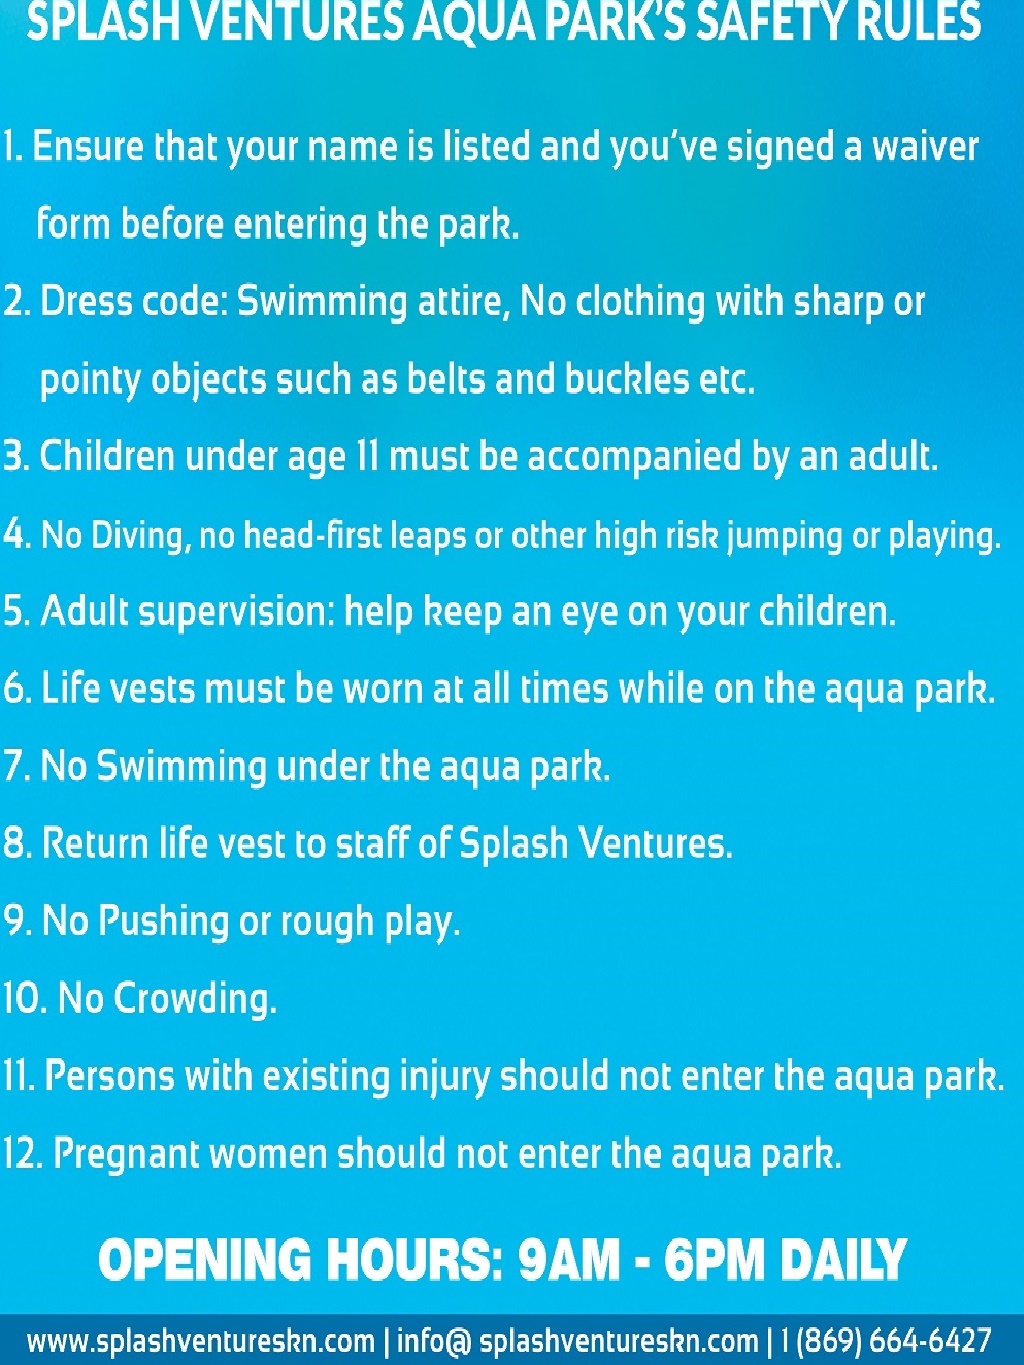 SPLASH VENTURES AQUA PARK'S SAFETY RULES
1. Ensure that your name is listed and you've signed a waiver
form before entering the park.
2. Dress code: Swimming attire, No clothing with sharp or
pointy objects such as belts and buckles etc.
3. Children under age 11 must be accompanied by an adult.
4. No Diving, no head-first leaps or other high risk jumping or playing.
5. Adult supervision: help keep an eye on your children.
6. Life vests must be worn at all times while on the aqua park.
7. No Swimming under the aqua park.
8. Return life vest to staff of Splash Ventures.
9. No Pushing or rough play.
10. No Crowding.
11. Persons with existing injury should not enter the aqua park.
12. Pregnant women should not enter the aqua park.
OPENING HOURS: 9AM - 6PM DAILY
www.splashventureskn.com | info@ splashventureskn.com | 1 (869) 664-6427